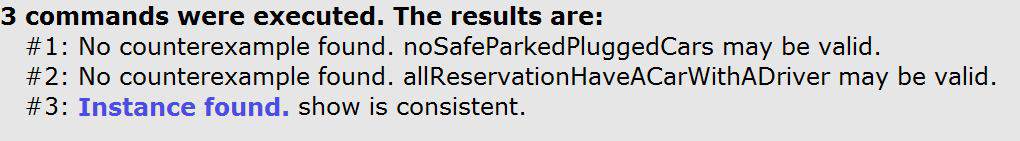 3 commands were executed. The results are:
#1: No counterexample found. noSafeParkedPluggedCars may be valid.
#2: No counterexample found. allReservationHaveACarWithADriver may be valid.
#3: Instance found. show is consistent.